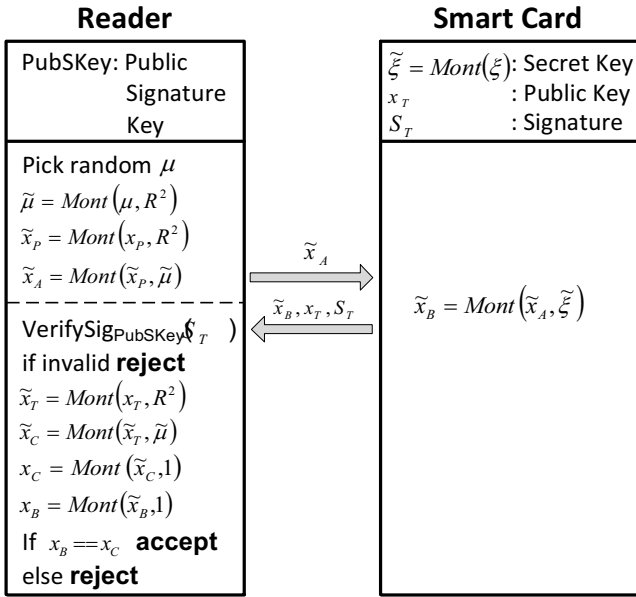 Reader
PubSKey: Public
Signature
Key
Pick random μ
μ̃ = Mont(μ, R²)
x̃_P = Mont(x_P, R²)
x̃_A = Mont(x̃_P, μ̃)
VerifySig_PubSKey(S_T )
if invalid reject
x̃_T = Mont(x_T, R²)
x̃_C = Mont(x̃_T, μ̃)
x_C = Mont (x̃_C,1)
x_B = Mont(x̃_B,1)
If x_B == x_C accept
else reject
x̃_A
x̃_B, x_T, S_T
Smart Card
ξ̃ = Mont(ξ): Secret Key
x_T : Public Key
S_T : Signature
x̃_B = Mont(x̃_A, ξ̃)